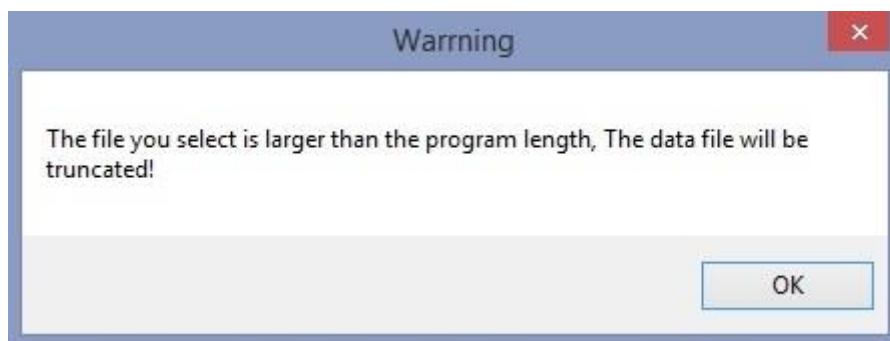 Warrning
The file you select is larger than the program length, The data file will be
truncated!
OK